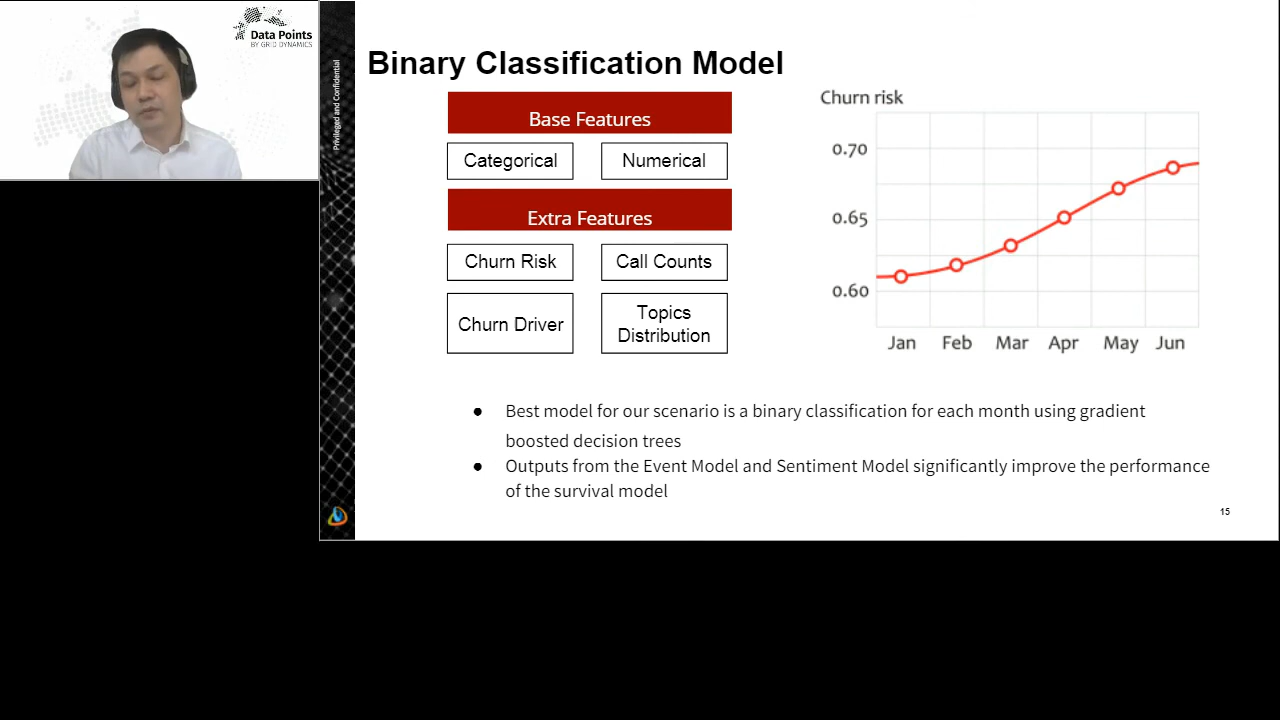 Data Points
BY GRID DYNAMICS
Privileged and Confidential
Binary Classification Model
Base Features
Categorical
Numerical
Extra Features
Churn Risk
Call Counts
Churn Driver
Topics
Distribution
Churn risk
0.70
0.65
0.60
Jan Feb Mar Apr May Jun
● Best model for our scenario is a binary classification for each month using gradient
boosted decision trees
● Outputs from the Event Model and Sentiment Model significantly improve the performance
of the survival model
15